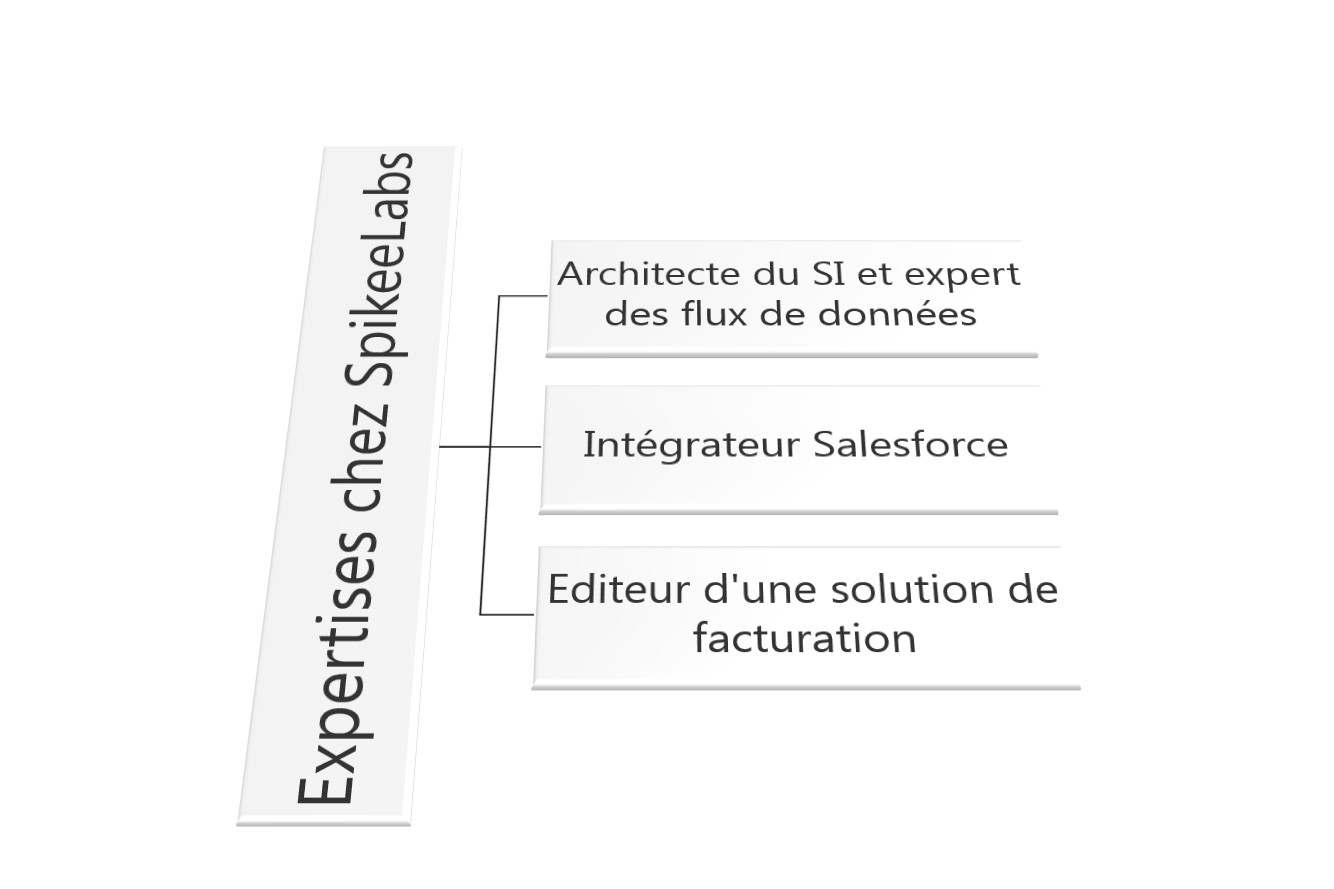 Expertises chez SpikeeLabs
Architecte du SI et expert
des flux de données
Intégrateur Salesforce
Editeur d'une solution de
facturation